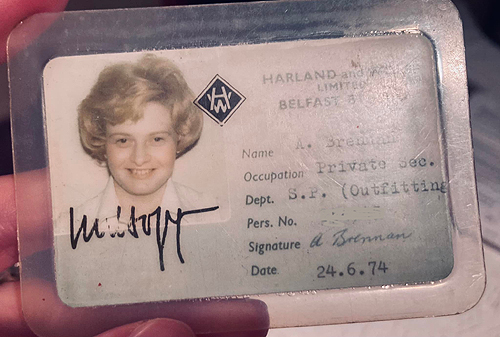 HARLAND and
LIMITED
BELFAST
HW
Name A. Brennan
Occupation Private Sec.
Dept. S.P. (Outfitting
Pers. No.
Signature A Brennan
Date 24.6.74